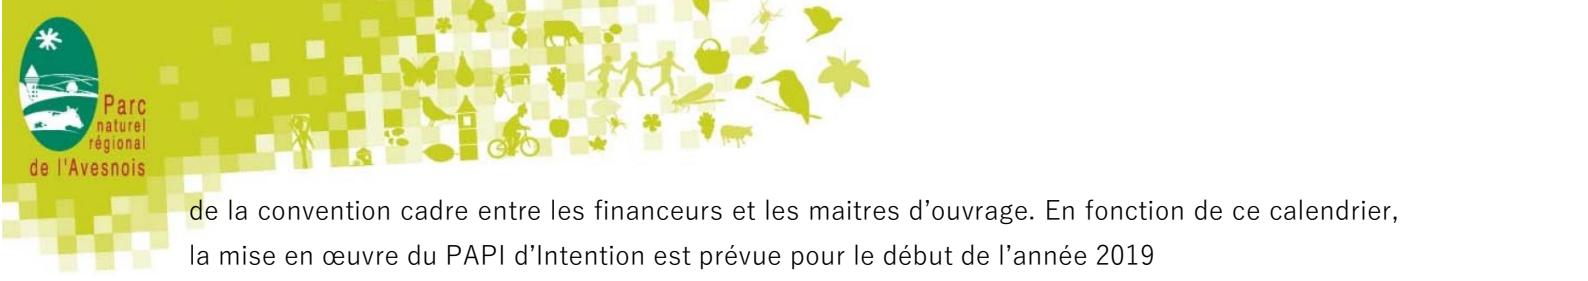 Parc
naturel
régional
de l'Avesnois
de la convention cadre entre les financeurs et les maitres d’ouvrage. En fonction de ce calendrier,
la mise en œuvre du PAPI d’Intention est prévue pour le début de l’année 2019